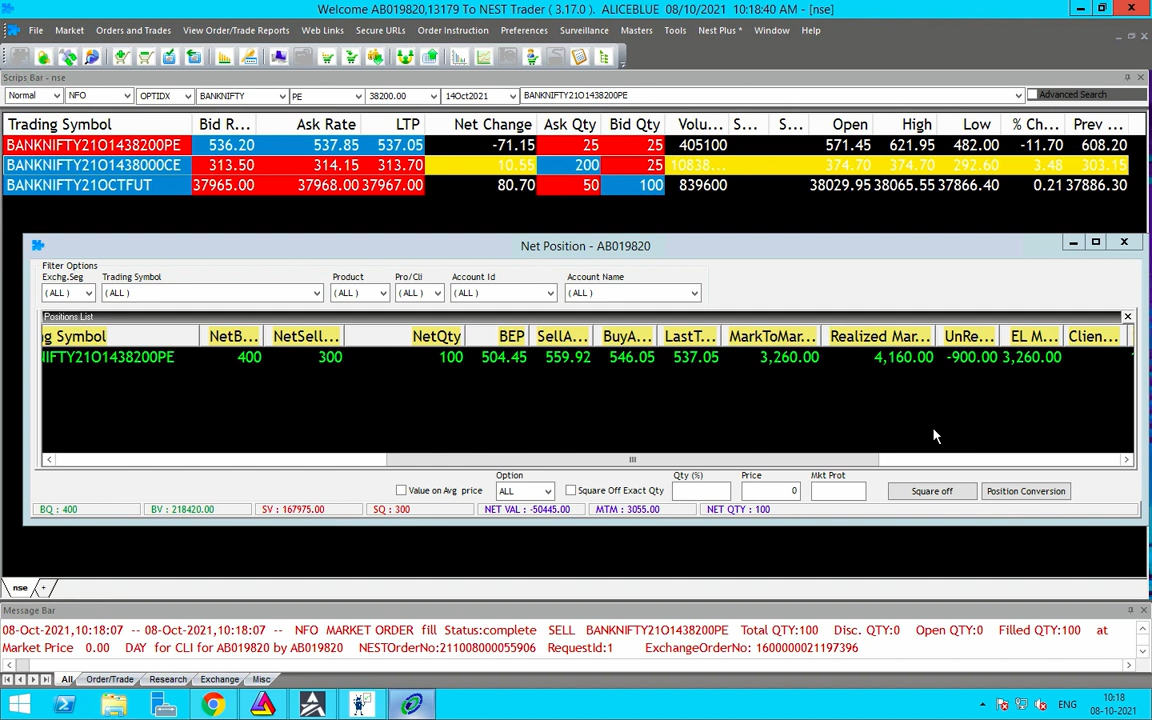 Welcome AB019820,13179 To NEST Trader ( 3.17.0 ). ALICEBLUE 08/10/2021 10:18:40 AM - [nse]
File Market Orders and Trades View Order/Trade Reports Web Links Secure URLs Order Instruction Preferences Surveillance Masters Tools Nest Plus * Window Help
Scrips Bar - nse
Normal NFO OPTIDX BANKNIFTY PE 38200.00 14Oct2021 BANKNIFTY21O1438200PE Advanced Search
Trading Symbol Bid R... Ask Rate LTP Net Change Ask Qty Bid Qty Volu... S... S... Open High Low % Ch... Prev ...
BANKNIFTY21O1438200PE 536.20 537.85 537.05 -71.15 25 25 405100 571.45 621.95 482.00 -11.70 608.20
BANKNIFTY21O1438000CE 313.50 314.15 313.70 10.55 200 25 10838... 374.70 374.70 292.60 3.48 303.15
BANKNIFTY21OCTFUT 37965.00 37968.00 37967.00 80.70 50 100 839600 38029.95 38065.55 37866.40 0.21 37886.30
Net Position - AB019820
Filter Options
Exchg.Seg Trading Symbol Product Pro/Cli Account Id Account Name
(ALL) (ALL) (ALL) (ALL) (ALL) (ALL)
Positions List
g Symbol NetB... NetSell... NetQty BEP SellA... BuyA... LastT... MarkToMar... Realized Mar... UnRe... EL M... Clien...
IIFTY21O1438200PE 400 300 100 504.45 559.92 546.05 537.05 3,260.00 4,160.00 -900.00 3,260.00
Option Qty (%) Price Mkt Prot
Value on Avg price ALL Square Off Exact Qty 0 Square off Position Conversion
BQ : 400 BV : 218420.00 SV : 167975.00 SQ : 300 NET VAL : -50445.00 MTM : 3055.00 NET QTY : 100
nse +
Message Bar
08-Oct-2021,10:18:07 -- 08-Oct-2021,10:18:07 -- NFO MARKET ORDER fill Status:complete SELL BANKNIFTY21O1438200PE Total QTY:100 Disc. QTY:0 Open QTY:0 Filled QTY:100 at
Market Price 0.00 DAY for CLI for AB019820 by AB019820 NESTOrderNo:211008000055906 RequestId:1 ExchangeOrderNo: 1600000021197396
All Order/Trade Research Exchange Misc
ENG 10:18
08-10-2021